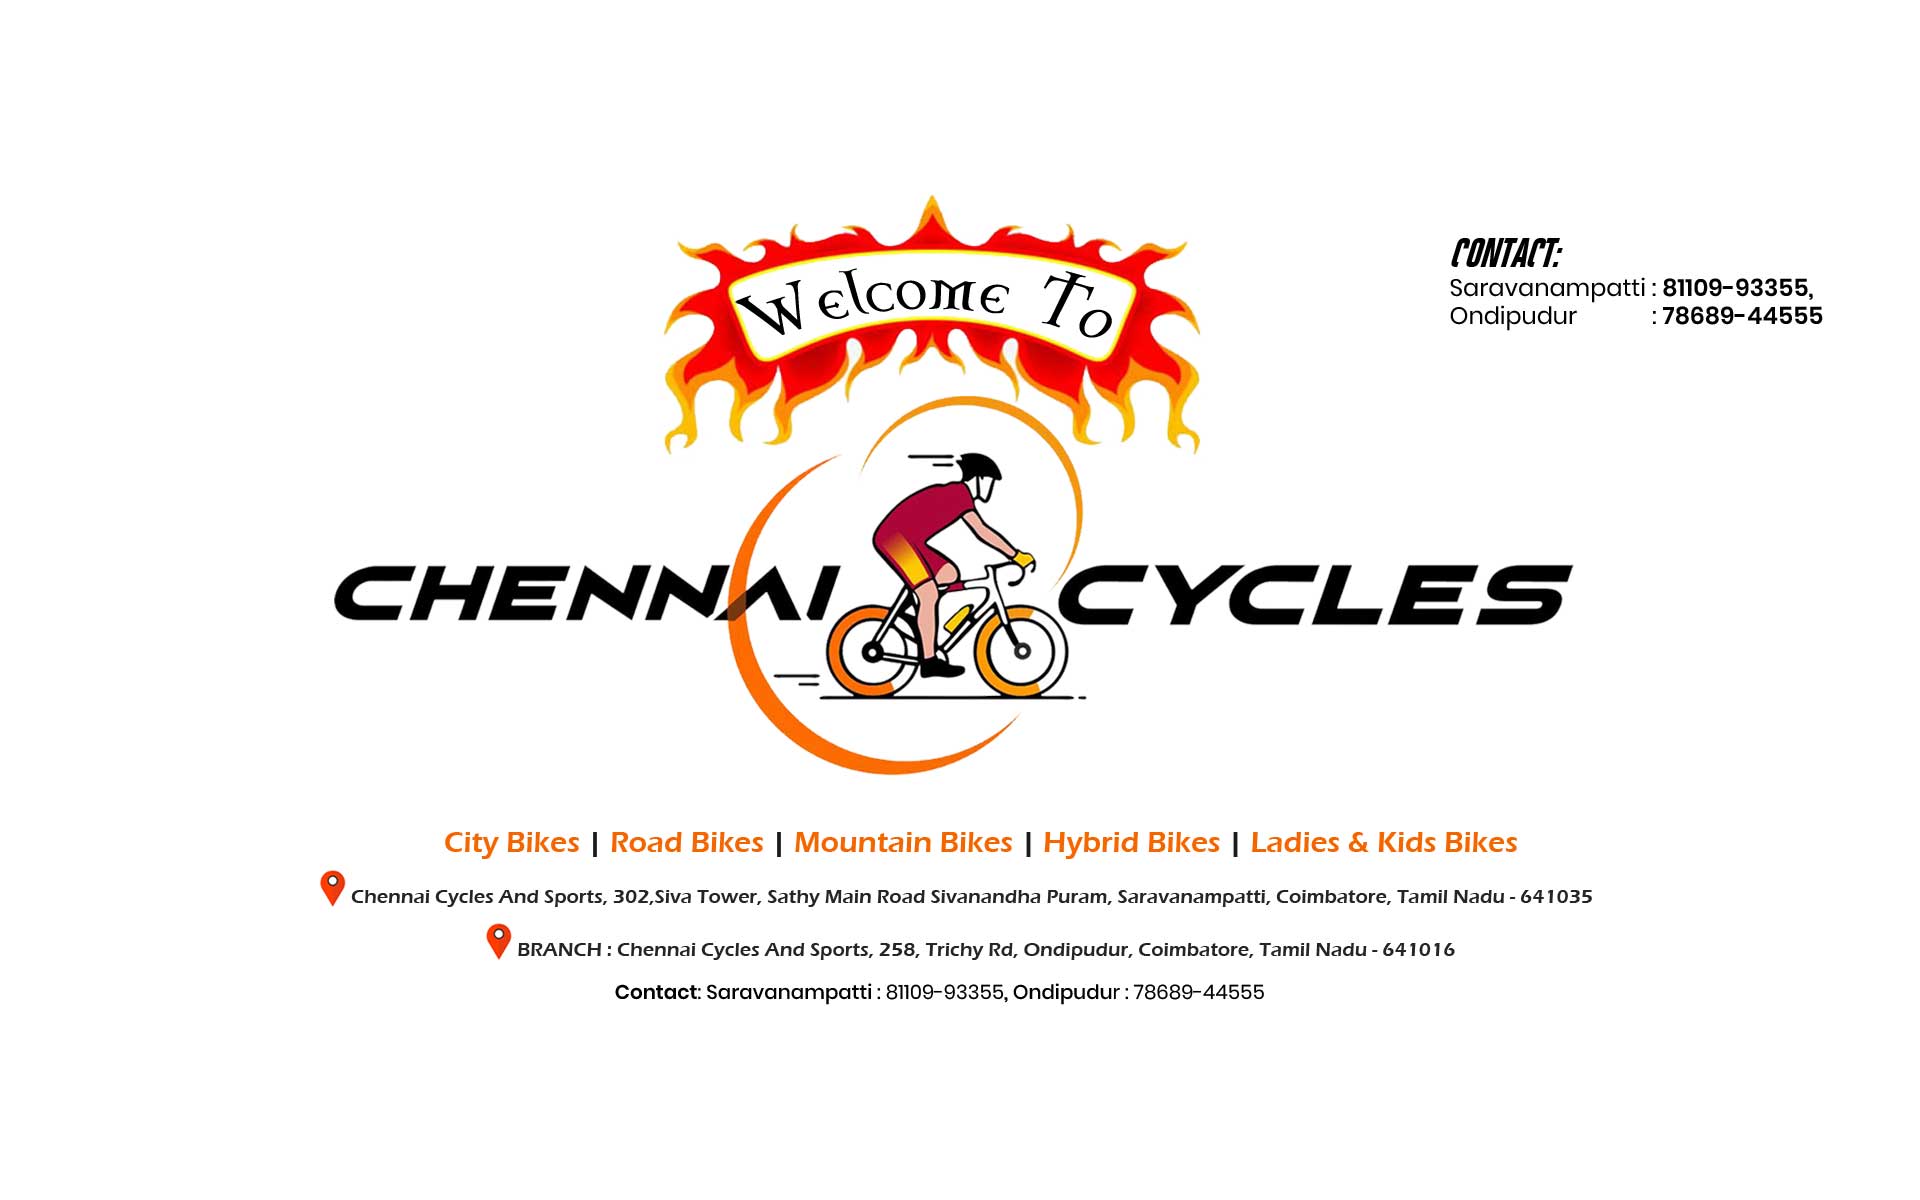 Welcome To
CONTACT:
Saravanampatti : 81109-93355,
Ondipudur : 78689-44555
CHENNAI CYCLES
City Bikes | Road Bikes | Mountain Bikes | Hybrid Bikes | Ladies & Kids Bikes
Chennai Cycles And Sports, 302,Siva Tower, Sathy Main Road Sivanandha Puram, Saravanampatti, Coimbatore, Tamil Nadu - 641035
BRANCH : Chennai Cycles And Sports, 258, Trichy Rd, Ondipudur, Coimbatore, Tamil Nadu - 641016
Contact: Saravanampatti : 81109-93355, Ondipudur : 78689-44555